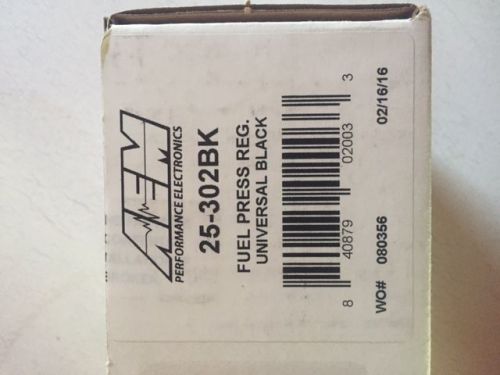 AEM
PERFORMANCE ELECTRONICS
25-302BK
FUEL PRESS REG.
UNIVERSAL BLACK
8 40879 02003 3
WO# 080356 02/16/16